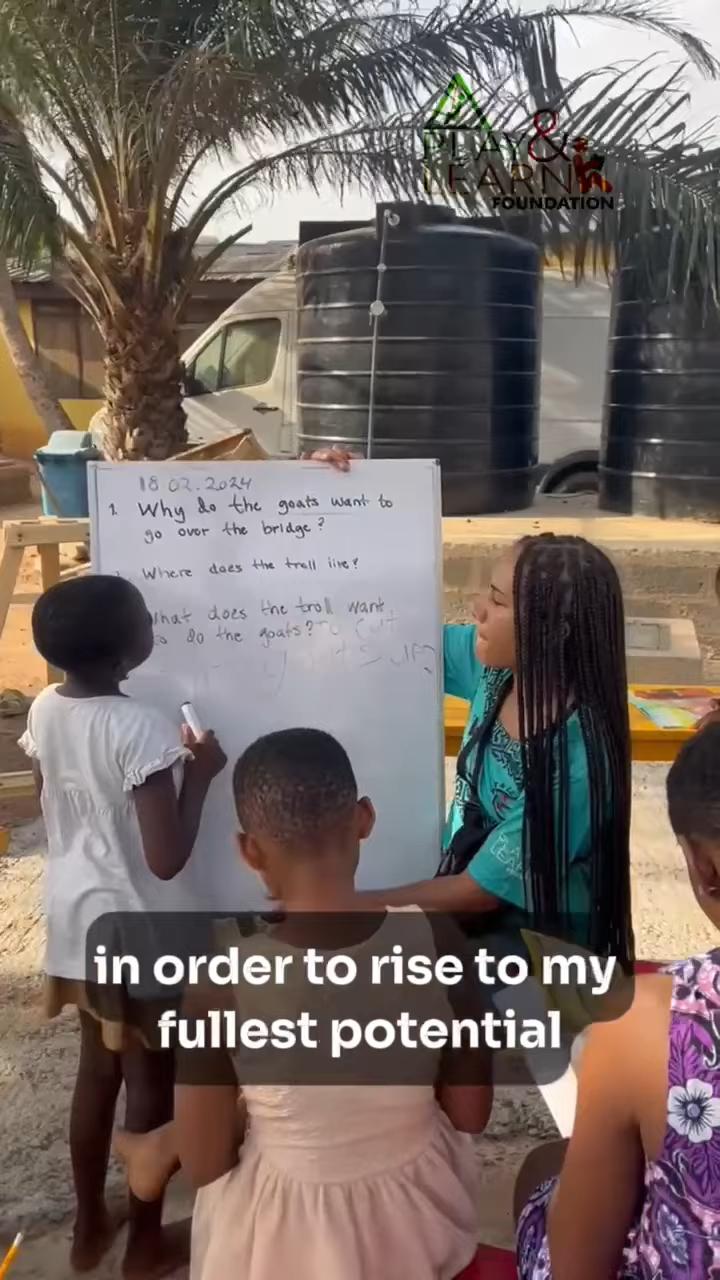 PLAY&
LEARN
FOUNDATION
18.02.2024
1. Why do the goats want to
go over the bridge?
Where does the troll live?
What does the troll want
to do the goats? To
in order to rise to my
fullest potential